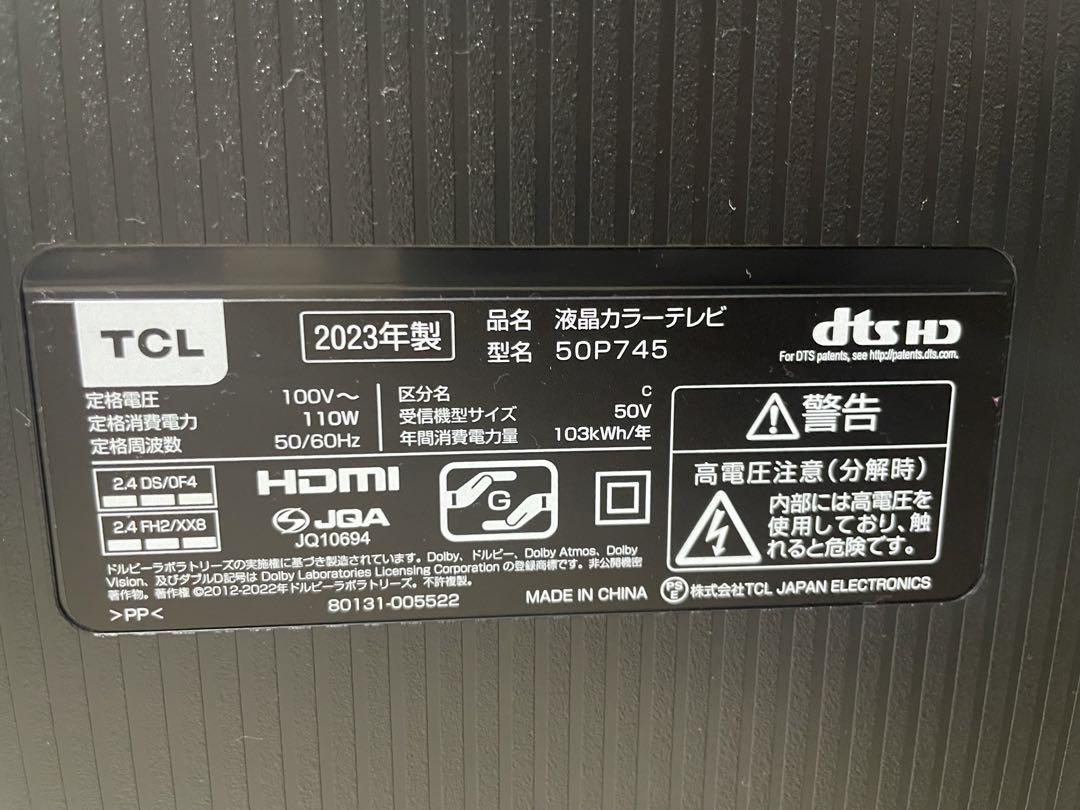 TCL
2023年製
品名 液晶カラーテレビ
型名 50P745
dts HD
For DTS patents, see http://patents.dts.com.
定格電圧 100V～
定格消費電力 110W
定格周波数 50/60Hz
区分名 C
受信機型サイズ 50V
年間消費電力量 103kWh/年
2.4 DS/OF4
2.4 FH2/XX8
HDMI
JQA
JQ10694
G
警告
高電圧注意(分解時)
内部には高電圧を
使用しており、触
れると危険です。
ドルビーラボラトリーズの実施権に基づき製造されています。Dolby、ドルビー、Dolby Atmos、Dolby
Vision、及びダブルD記号は Dolby Laboratories Licensing Corporation の登録商標です。非公開機密
著作物。著作権 ©2012-2022年ドルビーラボラトリーズ。不許複製。
>PP<
80131-005522
MADE IN CHINA
PSE 株式会社TCL JAPAN ELECTRONICS